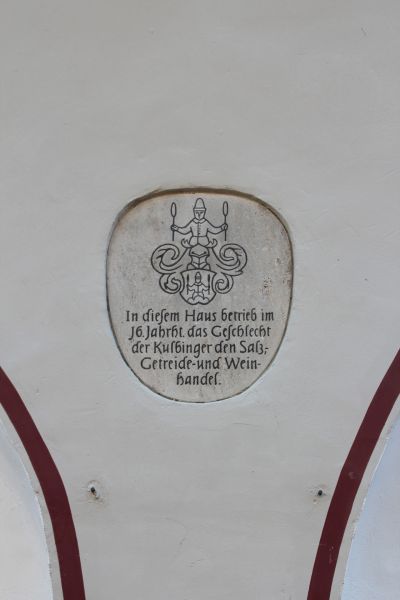 In diesem Haus betrieb im
16. Jahrht. das Geschlecht
der Kulbinger den Salz-
Getreide- und Wein-
handel.